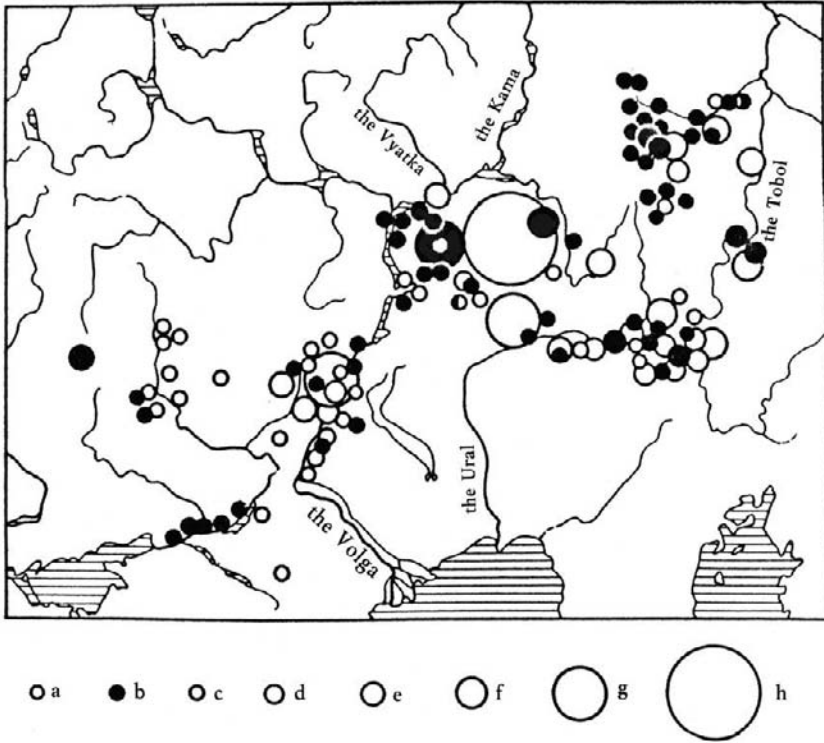 the Vyatka
the Kama
the Tobol
the Ural
the Volga
a b c d e f g h